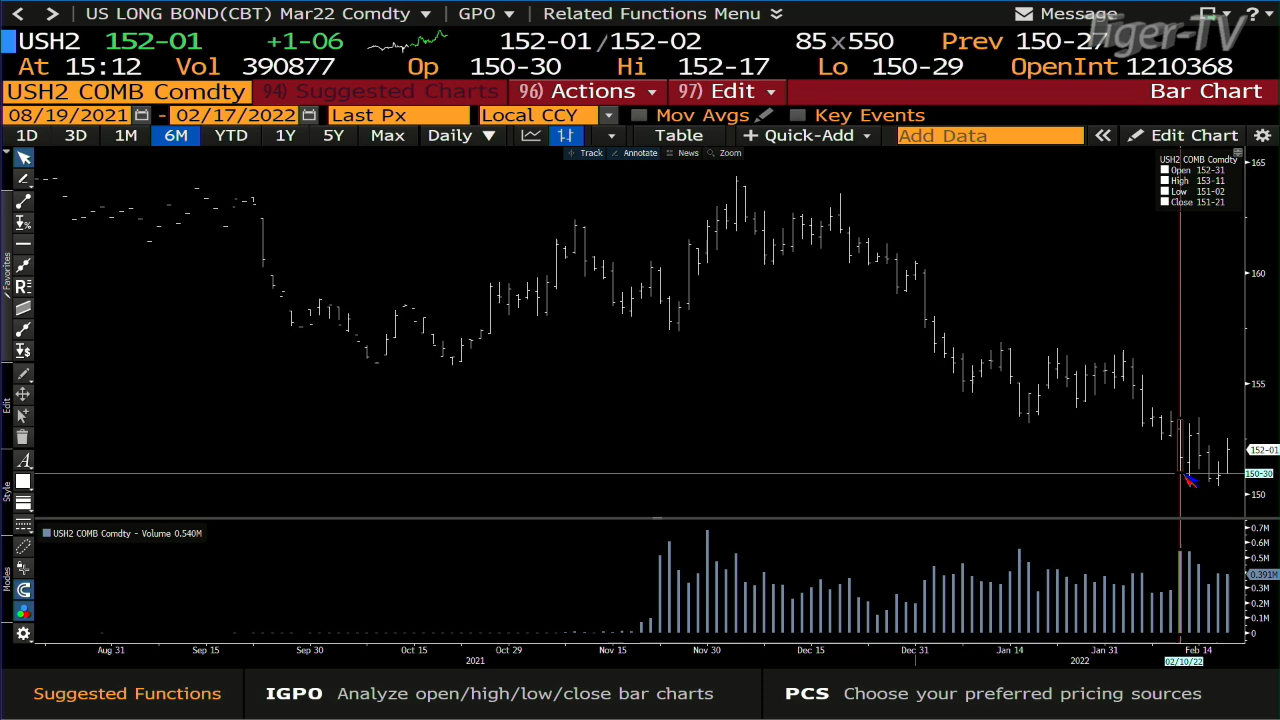 US LONG BOND(CBT) Mar22 Comdty GPO Related Functions Menu Message ?
Tiger-TV
USH2 152-01 +1-06 152-01 /152-02 85x550 Prev 150-27
At 15:12 Vol 390877 Op 150-30 Hi 152-17 Lo 150-29 OpenInt 1210368
USH2 COMB Comdty 94) Suggested Charts 96) Actions 97) Edit Bar Chart
08/19/2021 - 02/17/2022 Last Px Local CCY Mov Avgs Key Events
1D 3D 1M 6M YTD 1Y 5Y Max Daily Table + Quick-Add Add Data Edit Chart
Track Annotate News Zoom
USH2 COMB Comdty
Open 152-31
High 153-11
Low 151-02
Close 151-21
165
160
155
152-01
150-30
150
Favorites
Edit
Style
Modes
USH2 COMB Comdty - Volume 0.540M
0.7M
0.6M
0.5M
0.391M
0.3M
0.2M
0.1M
0
Aug 31 Sep 15 Sep 30 Oct 15 Oct 29 Nov 15 Nov 30 Dec 15 Dec 31 Jan 14 Jan 31 Feb 14
2021 2022 02/10/22
Suggested Functions IGPO Analyze open/high/low/close bar charts PCS Choose your preferred pricing sources